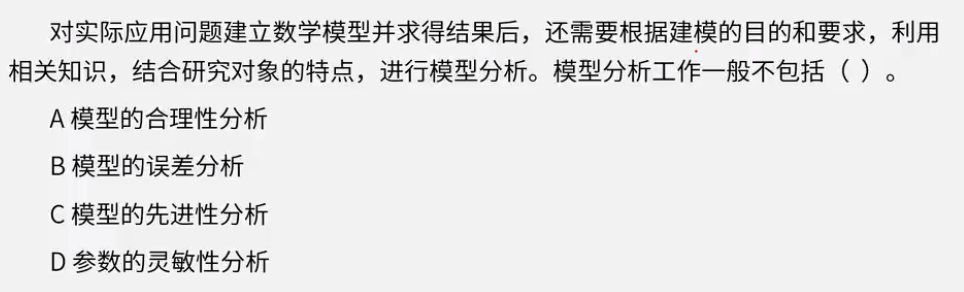 对实际应用问题建立数学模型并求得结果后，还需要根据建模的目的和要求，利用
相关知识，结合研究对象的特点，进行模型分析。模型分析工作一般不包括（ ）。
A 模型的合理性分析
B 模型的误差分析
C 模型的先进性分析
D 参数的灵敏性分析